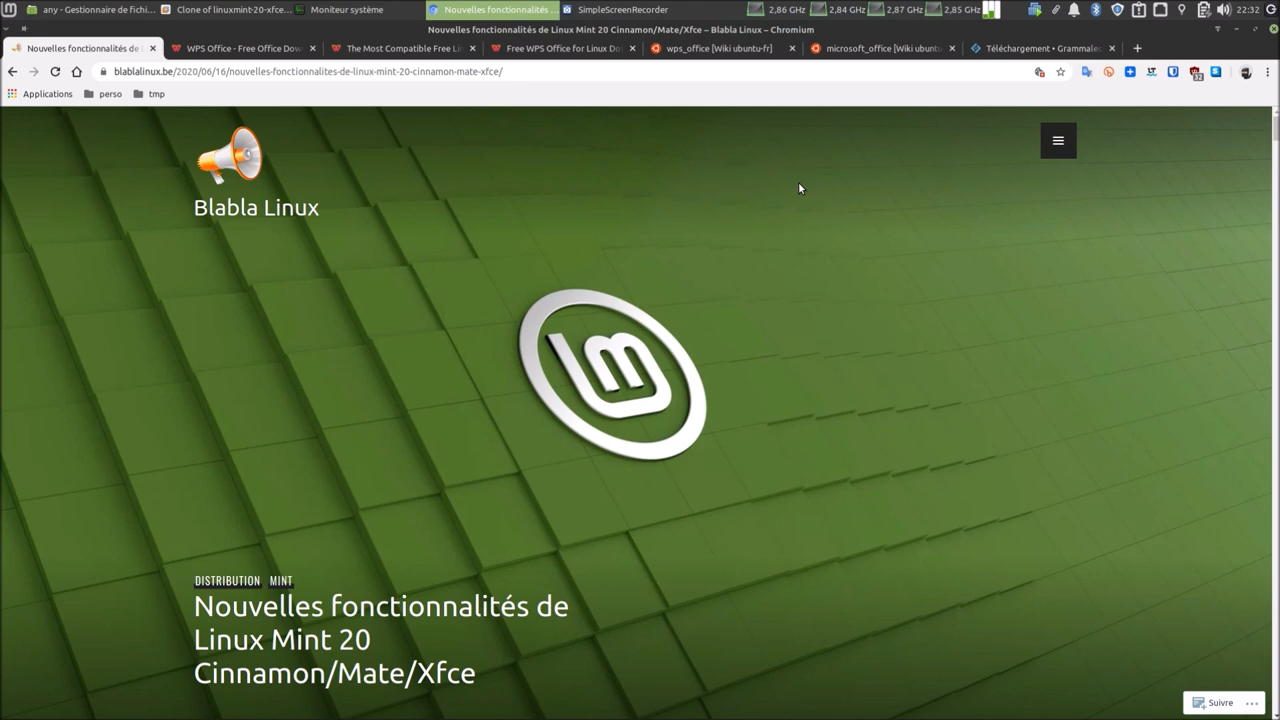 any - Gestionnaire de fichi...
Clone of linuxmint-20-xfce...
Moniteur système
Nouvelles fonctionnalités ...
SimpleScreenRecorder
2,86 GHz
2,84 GHz
2,87 GHz
2,85 GHz
22:32
Nouvelles fonctionnalités de Linux Mint 20 Cinnamon/Mate/Xfce – Blabla Linux – Chromium
Nouvelles fonctionnalités de L
WPS Office - Free Office Dow
The Most Compatible Free Lin
Free WPS Office for Linux Do
wps_office [Wiki ubuntu-fr]
microsoft_office [Wiki ubuntu
Téléchargement • Grammalec
blablalinux.be/2020/06/16/nouvelles-fonctionnalites-de-linux-mint-20-cinnamon-mate-xfce/
Applications
perso
tmp
Blabla Linux
DISTRIBUTION MINT
Nouvelles fonctionnalités de
Linux Mint 20
Cinnamon/Mate/Xfce
Suivre